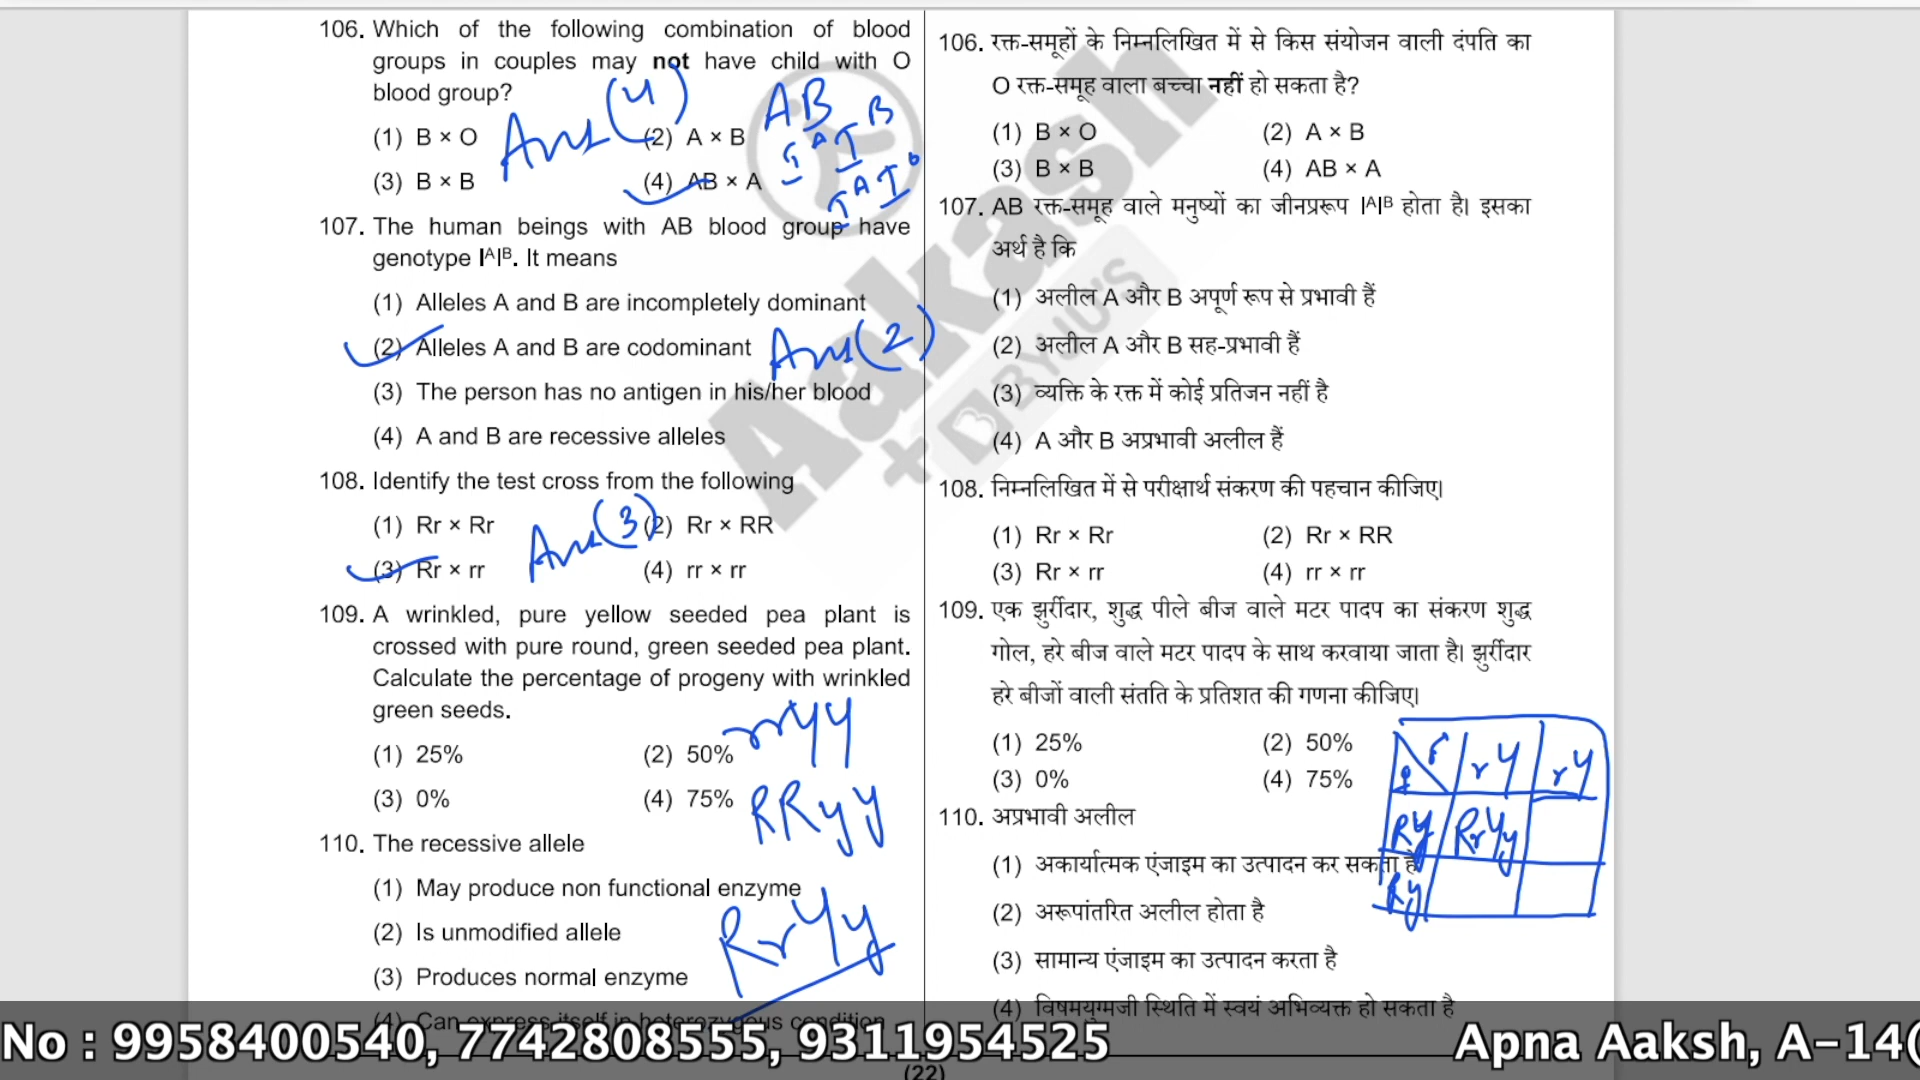 106. Which of the following combination of blood
groups in couples may not have child with O
blood group?
(1) B × O
(2) A × B
(3) B × B
(4) AB × A
Ans (4)
AB
107. The human beings with AB blood group have
genotype IᴬIᴮ. It means
(1) Alleles A and B are incompletely dominant
(2) Alleles A and B are codominant
Ans (2)
(3) The person has no antigen in his/her blood
(4) A and B are recessive alleles
108. Identify the test cross from the following
(1) Rr × Rr
(2) Rr × RR
(3) Rr × rr
(4) rr × rr
Ans (3)
109. A wrinkled, pure yellow seeded pea plant is
crossed with pure round, green seeded pea plant.
Calculate the percentage of progeny with wrinkled
green seeds.
(1) 25%
(2) 50%
(3) 0%
(4) 75%
rrYY
RRyy
RrYy
110. The recessive allele
(1) May produce non functional enzyme
(2) Is unmodified allele
(3) Produces normal enzyme
(4) Can express itself in heterozygous condition
106. रक्त-समूहों के निम्नलिखित में से किस संयोजन वाली दंपति का
O रक्त-समूह वाला बच्चा नहीं हो सकता है?
(1) B × O
(2) A × B
(3) B × B
(4) AB × A
107. AB रक्त-समूह वाले मनुष्यों का जीनप्ररूप IᴬIᴮ होता है। इसका
अर्थ है कि
(1) अलील A और B अपूर्ण रूप से प्रभावी हैं
(2) अलील A और B सह-प्रभावी हैं
(3) व्यक्ति के रक्त में कोई प्रतिजन नहीं है
(4) A और B अप्रभावी अलील हैं
108. निम्नलिखित में से परीक्षार्थ संकरण की पहचान कीजिए।
(1) Rr × Rr
(2) Rr × RR
(3) Rr × rr
(4) rr × rr
109. एक झुर्रीदार, शुद्ध पीले बीज वाले मटर पादप का संकरण शुद्ध
गोल, हरे बीज वाले मटर पादप के साथ करवाया जाता है। झुर्रीदार
हरे बीजों वाली संतति के प्रतिशत की गणना कीजिए।
(1) 25%
(2) 50%
(3) 0%
(4) 75%
rY rY
Ry RrYy
Ry
110. अप्रभावी अलील
(1) अकार्यात्मक एंजाइम का उत्पादन कर सकता है
(2) अरूपांतरित अलील होता है
(3) सामान्य एंजाइम का उत्पादन करता है
(4) विषमयुग्मजी स्थिति में स्वयं अभिव्यक्त हो सकता है
Aakash
BYJU'S
No : 9958400540, 7742808555, 9311954525
Apna Aaksh, A-14(
(22)